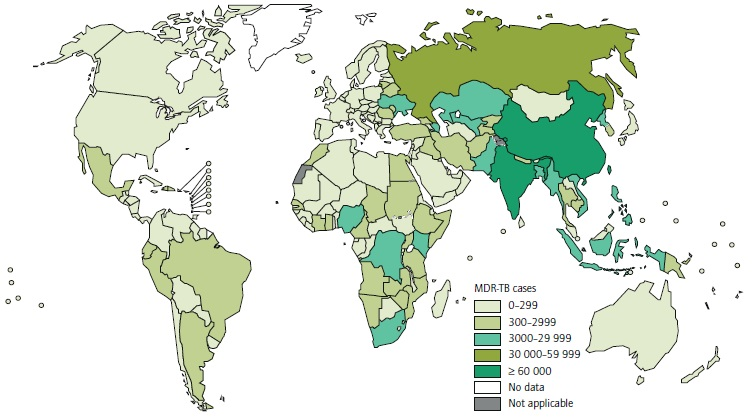 MDR-TB cases
0–299
300–2999
3000–29 999
30 000–59 999
≥ 60 000
No data
Not applicable